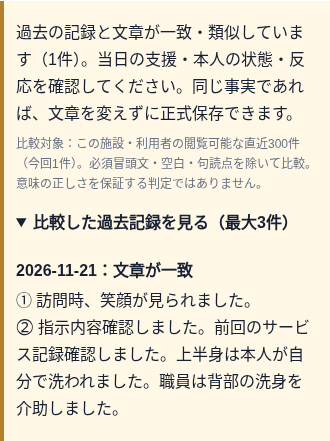 過去の記録と文章が一致・類似していま
す（1件）。当日の支援・本人の状態・反
応を確認してください。同じ事実であれ
ば、文章を変えずに正式保存できます。
比較対象：この施設・利用者の閲覧可能な直近300件
（今回1件）。必須冒頭文・空白・句読点を除いて比較。
意味の正しさを保証する判定ではありません。
▼ 比較した過去記録を見る（最大3件）
2026-11-21：文章が一致
① 訪問時、笑顔が見られました。
② 指示内容確認しました。前回のサービ
ス記録確認しました。上半身は本人が自
分で洗われました。職員は背部の洗身を
介助しました。